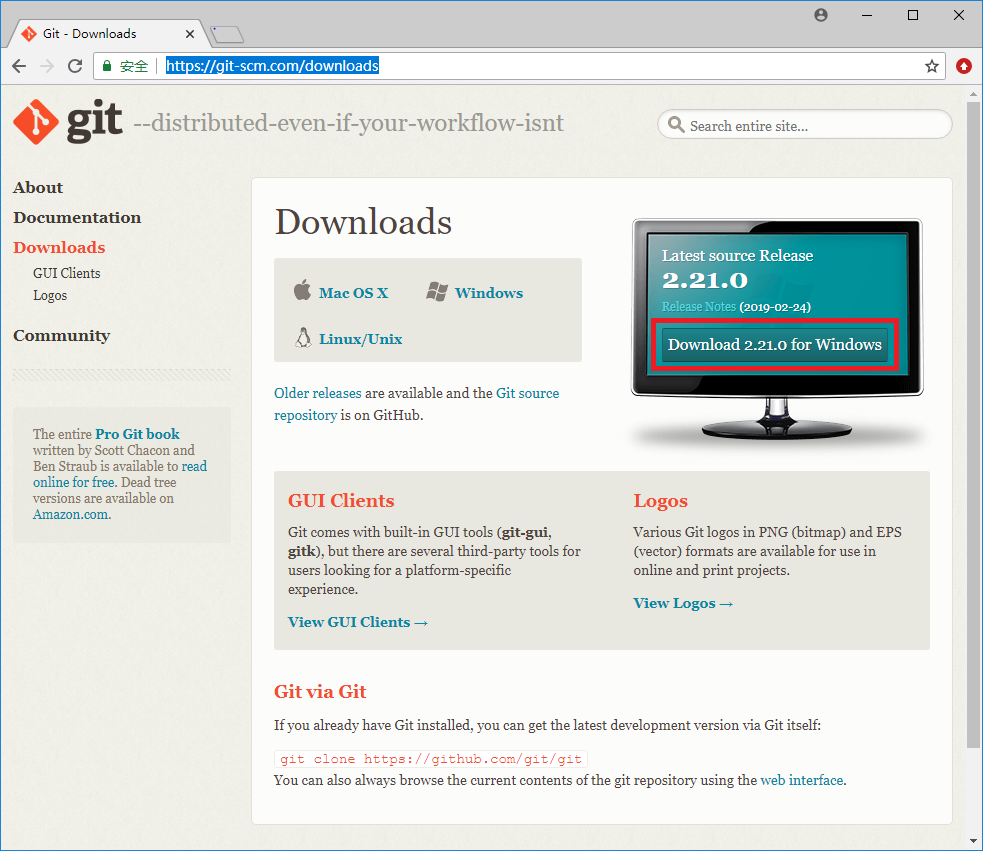 Git - Downloads
安全
https://git-scm.com/downloads
git --distributed-even-if-your-workflow-isnt
Search entire site...
About
Documentation
Downloads
GUI Clients
Logos
Community
The entire Pro Git book
written by Scott Chacon and
Ben Straub is available to read
online for free. Dead tree
versions are available on
Amazon.com.
Downloads
Mac OS X
Windows
Linux/Unix
Older releases are available and the Git source
repository is on GitHub.
Latest source Release
2.21.0
Release Notes (2019-02-24)
Download 2.21.0 for Windows
GUI Clients
Git comes with built-in GUI tools (git-gui,
gitk), but there are several third-party tools for
users looking for a platform-specific
experience.
View GUI Clients →
Logos
Various Git logos in PNG (bitmap) and EPS
(vector) formats are available for use in
online and print projects.
View Logos →
Git via Git
If you already have Git installed, you can get the latest development version via Git itself:
git clone https://github.com/git/git
You can also always browse the current contents of the git repository using the web interface.